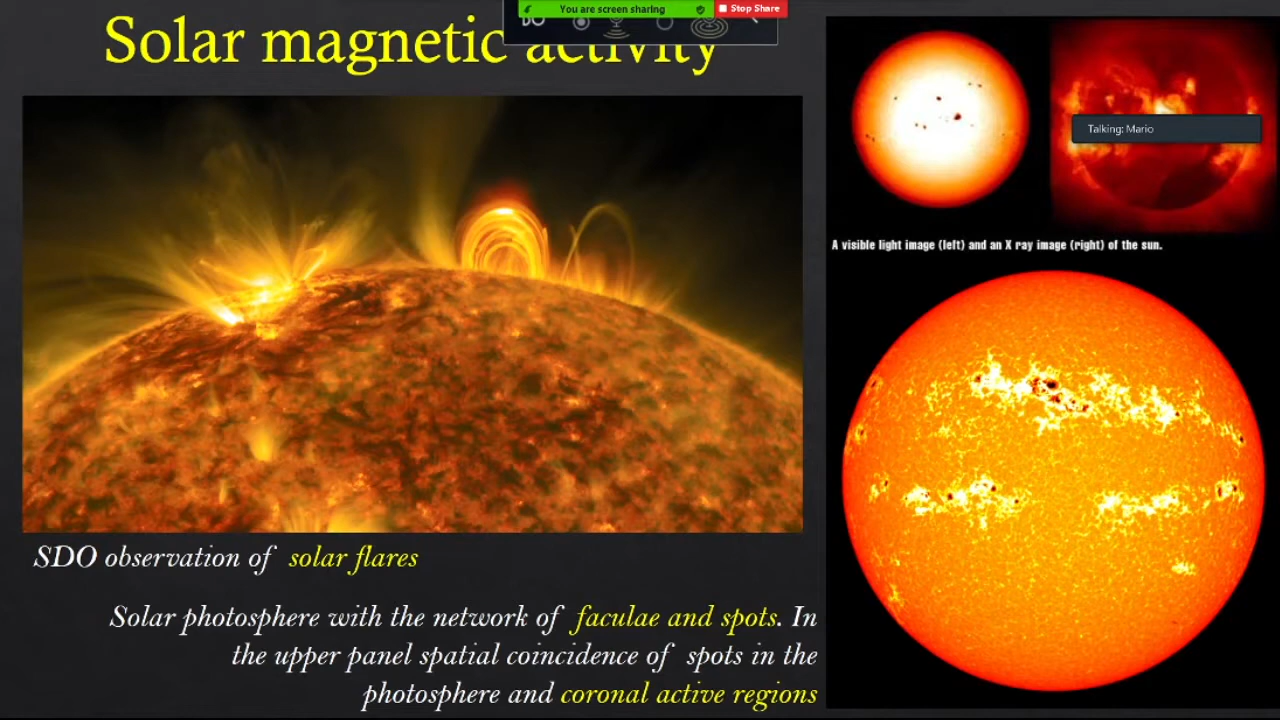 You are screen sharing
Stop Share
DO
Solar magnetic activity
Talking: Mario
A visible light image (left) and an X ray image (right) of the sun.
SDO observation of solar flares
Solar photosphere with the network of faculae and spots. In
the upper panel spatial coincidence of spots in the
photosphere and coronal active regions